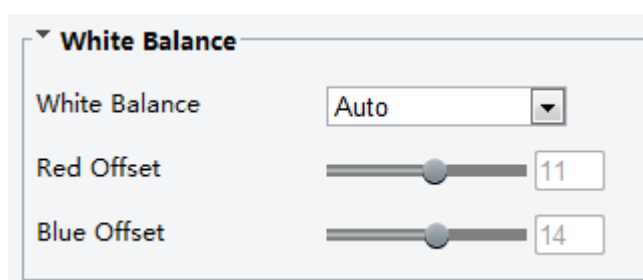 White Balance
White Balance Auto
Red Offset 11
Blue Offset 14